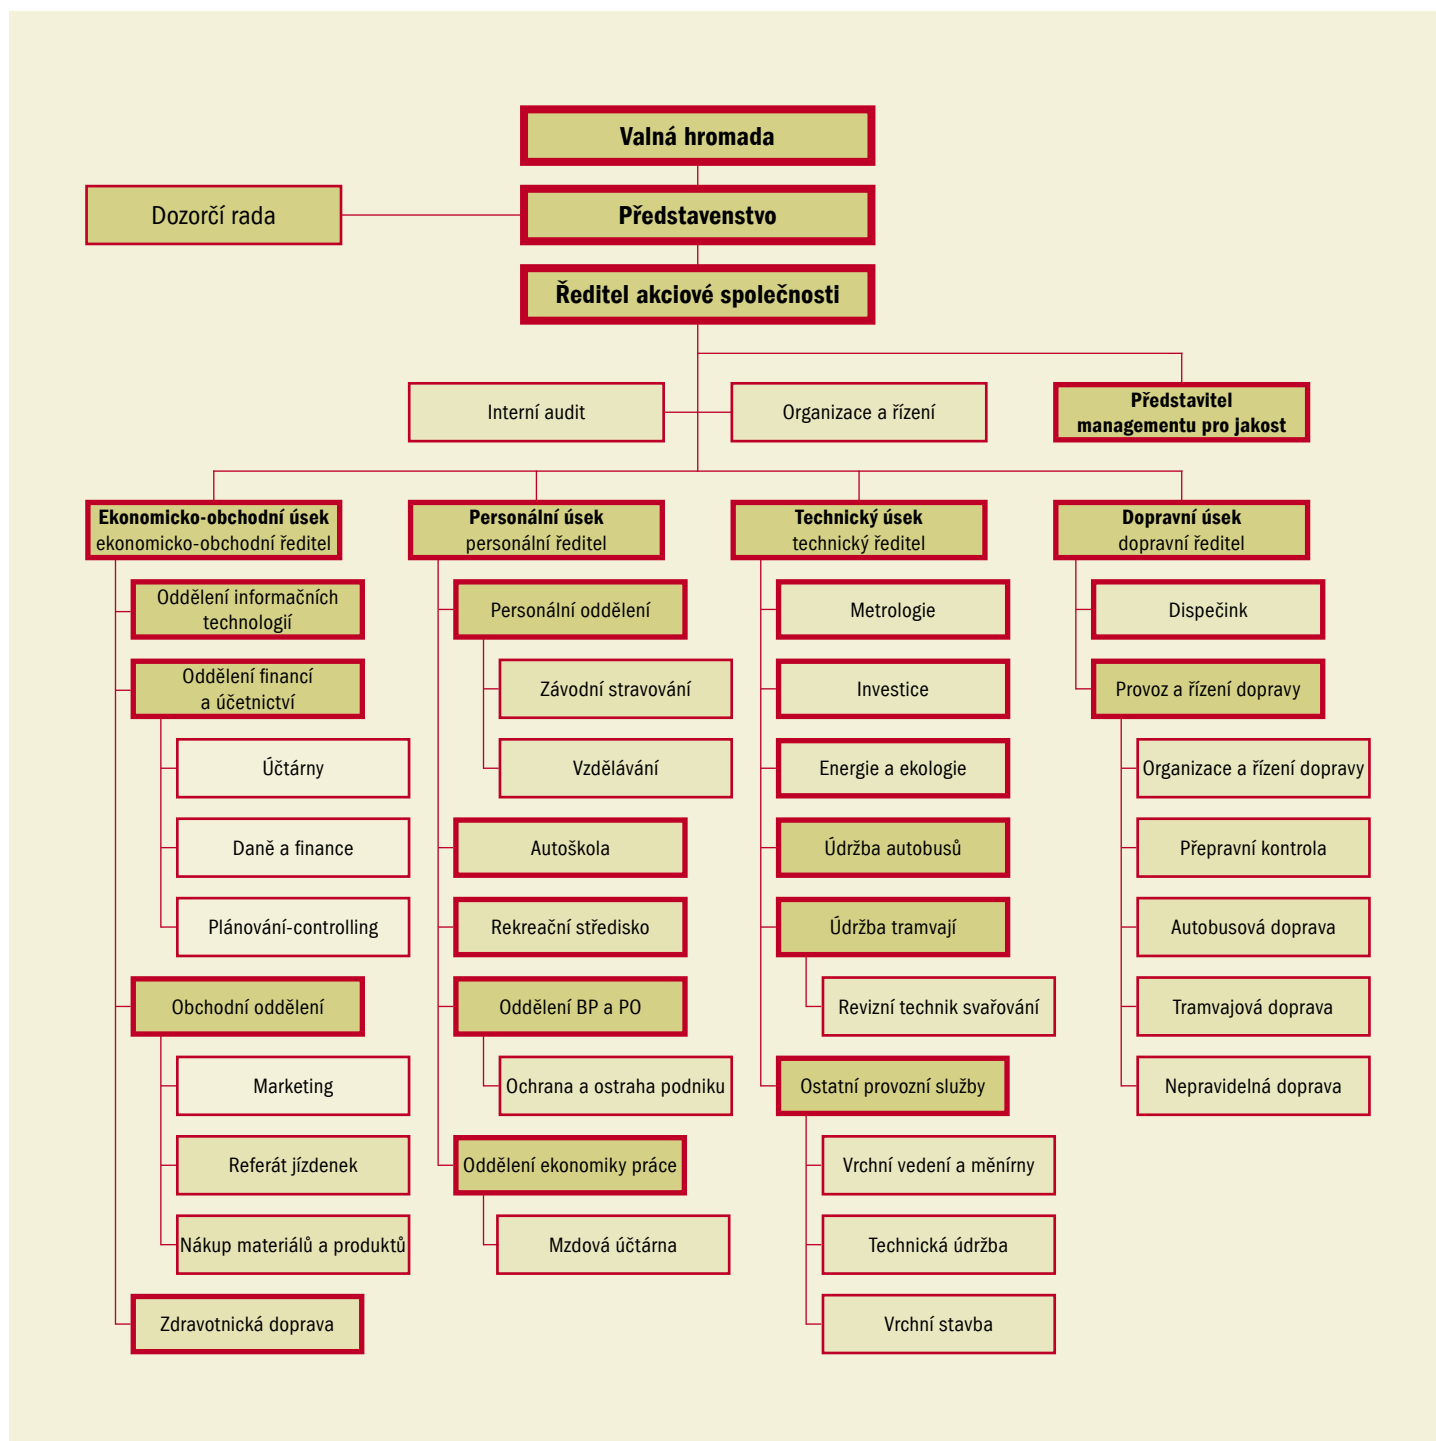 Valná hromada
Dozorčí rada
Představenstvo
Ředitel akciové společnosti
Interní audit
Organizace a řízení
Představitel
managementu pro jakost
Ekonomicko-obchodní úsek
ekonomicko-obchodní ředitel
Oddělení informačních
technologií
Oddělení financí
a účetnictví
Účtárny
Daně a finance
Plánování-controlling
Obchodní oddělení
Marketing
Referát jízdenek
Nákup materiálů a produktů
Zdravotnická doprava
Personální úsek
personální ředitel
Personální oddělení
Závodní stravování
Vzdělávání
Autoškola
Rekreační středisko
Oddělení BP a PO
Ochrana a ostraha podniku
Oddělení ekonomiky práce
Mzdová účtárna
Technický úsek
technický ředitel
Metrologie
Investice
Energie a ekologie
Údržba autobusů
Údržba tramvají
Revizní technik svařování
Ostatní provozní služby
Vrchní vedení a měnírny
Technická údržba
Vrchní stavba
Dopravní úsek
dopravní ředitel
Dispečink
Provoz a řízení dopravy
Organizace a řízení dopravy
Přepravní kontrola
Autobusová doprava
Tramvajová doprava
Nepravidelná doprava